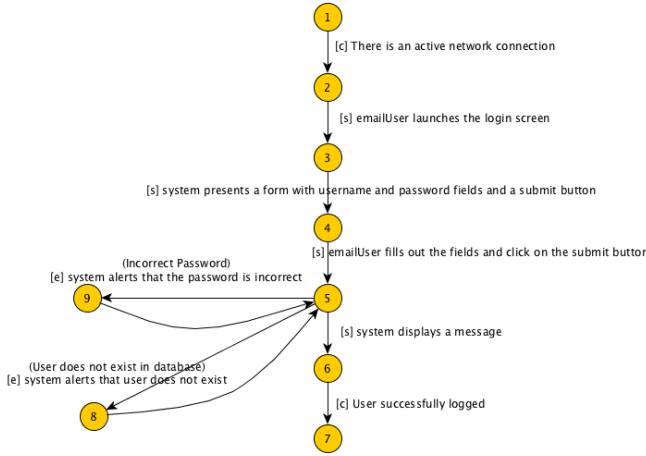 1
[c] There is an active network connection
2
[s] emailUser launches the login screen
3
[s] system presents a form with username and password fields and a submit button
4
[s] emailUser fills out the fields and click on the submit button
(Incorrect Password)
[e] system alerts that the password is incorrect
9
5
[s] system displays a message
(User does not exist in database)
[e] system alerts that user does not exist
6
[c] User successfully logged
8
7